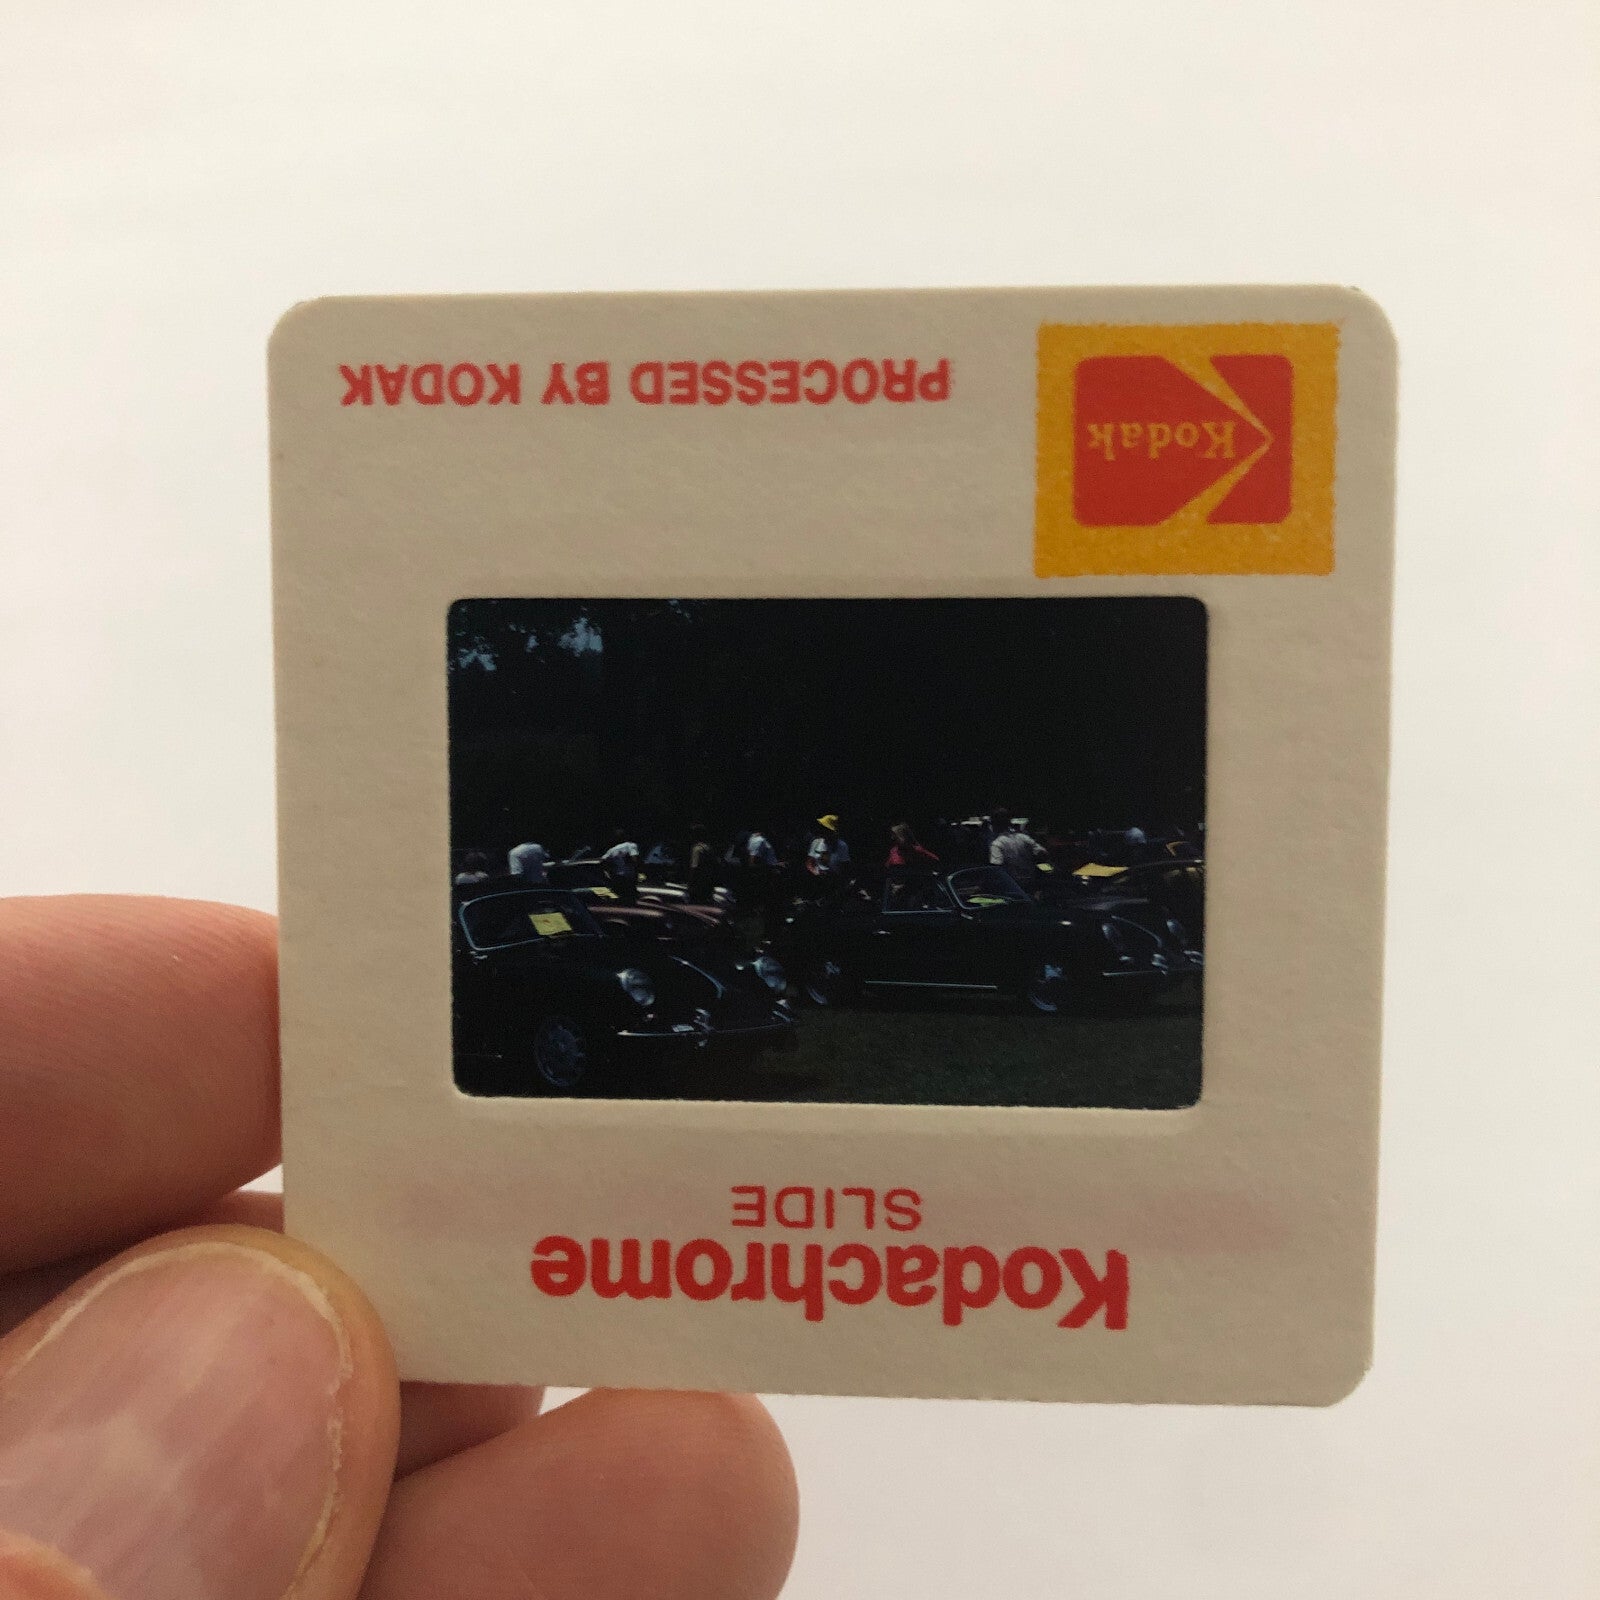 Kodachrome
SLIDE
Kodak
PROCESSED BY KODAK